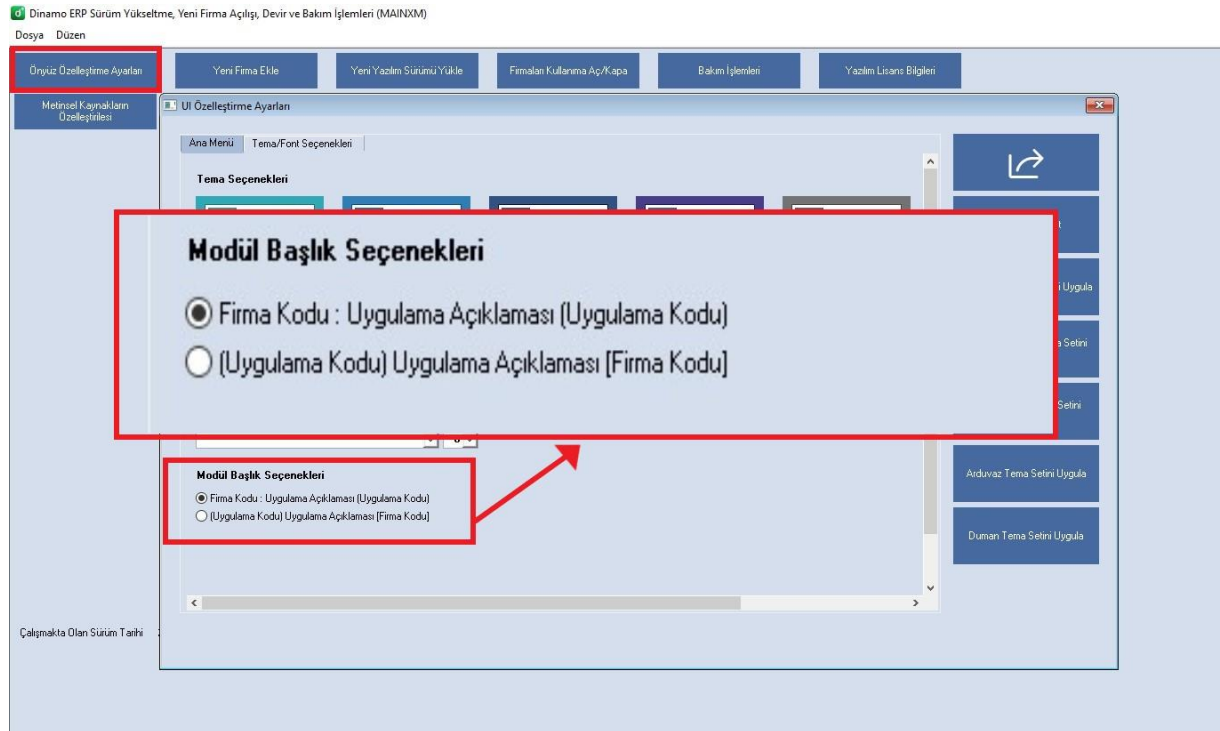 Dinamo ERP Sürüm Yükseltme, Yeni Firma Açılışı, Devir ve Bakım İşlemleri (MAINXM)
Dosya Düzen
Önyüz Özelleştirme Ayarları
Yeni Firma Ekle
Yeni Yazılım Sürümü Yükle
Firmaları Kullanıma Aç/Kapa
Bakım İşlemleri
Yazılım Lisans Bilgileri
Metinsel Kaynakların
Özelleştirilesi
UI Özelleştirme Ayarları
Ana Menü Tema/Font Seçenekleri
Tema Seçenekleri
Modül Başlık Seçenekleri
Firma Kodu : Uygulama Açıklaması (Uygulama Kodu)
(Uygulama Kodu) Uygulama Açıklaması [Firma Kodu]
Uygula
Setini
Setini
Modül Başlık Seçenekleri
Firma Kodu : Uygulama Açıklaması (Uygulama Kodu)
(Uygulama Kodu) Uygulama Açıklaması [Firma Kodu]
Arduvaz Tema Setini Uygula
Duman Tema Setini Uygula
Çalışmakta Olan Sürüm Tarihi